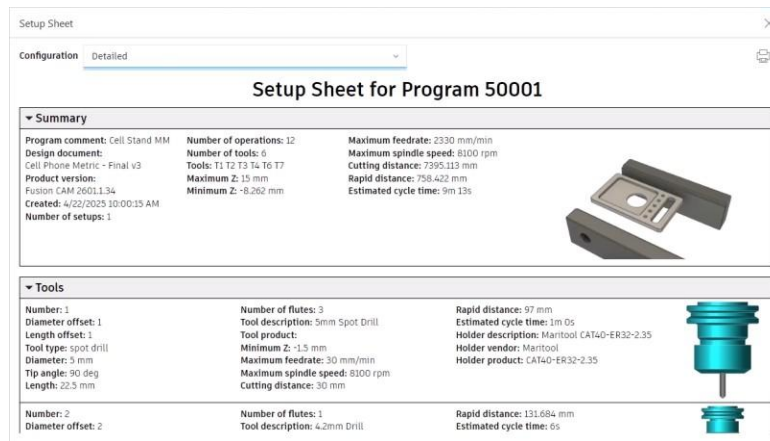 Setup Sheet
Configuration Detailed
Setup Sheet for Program 50001
Summary
Program comment: Cell Stand MM
Design document:
Cell Phone Metric - Final v3
Product version:
Fusion CAM 2601.1.34
Created: 4/22/2025 10:00:15 AM
Number of setups: 1
Number of operations: 12
Number of tools: 6
Tools: T1 T2 T3 T4 T6 T7
Maximum Z: 15 mm
Minimum Z: -8.262 mm
Maximum feedrate: 2330 mm/min
Maximum spindle speed: 8100 rpm
Cutting distance: 7395.113 mm
Rapid distance: 758.422 mm
Estimated cycle time: 9m 13s
Tools
Number: 1
Diameter offset: 1
Length offset: 1
Tool type: spot drill
Diameter: 5 mm
Tip angle: 90 deg
Length: 22.5 mm
Number of flutes: 3
Tool description: 5mm Spot Drill
Tool product:
Minimum Z: -1.5 mm
Maximum feedrate: 30 mm/min
Maximum spindle speed: 8100 rpm
Cutting distance: 30 mm
Rapid distance: 97 mm
Estimated cycle time: 1m 0s
Holder description: Maritool CAT40-ER32-2.35
Holder vendor: Maritool
Holder product: CAT40-ER32-2.35
Number: 2
Diameter offset: 2
Number of flutes: 1
Tool description: 4.2mm Drill
Rapid distance: 131.684 mm
Estimated cycle time: 6s